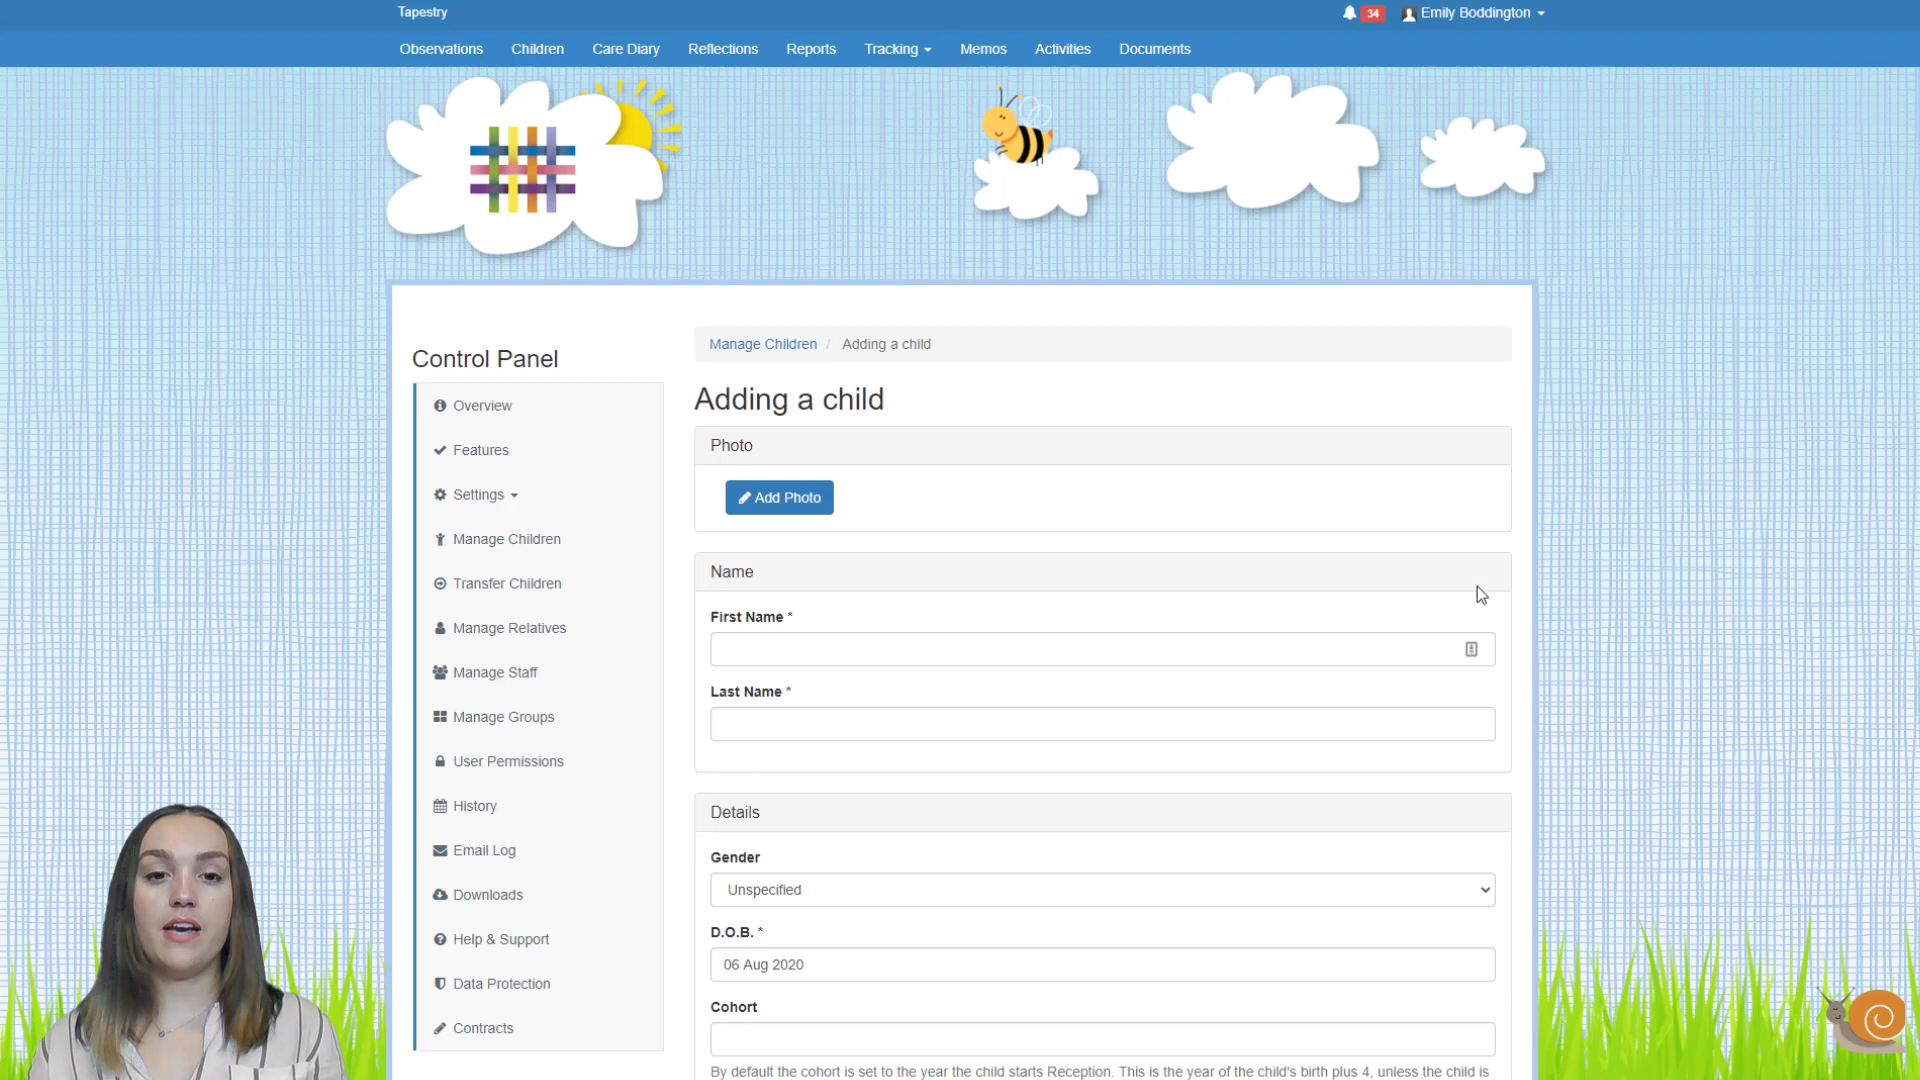 Tapestry
34
Emily Boddington
Observations
Children
Care Diary
Reflections
Reports
Tracking
Memos
Activities
Documents
Control Panel
Overview
Features
Settings
Manage Children
Transfer Children
Manage Relatives
Manage Staff
Manage Groups
User Permissions
History
Email Log
Downloads
Help & Support
Data Protection
Contracts
Manage Children / Adding a child
Adding a child
Photo
Add Photo
Name
First Name *
Last Name *
Details
Gender
Unspecified
D.O.B. *
06 Aug 2020
Cohort
By default the cohort is set to the year the child starts Reception. This is the year of the child's birth plus 4, unless the child is